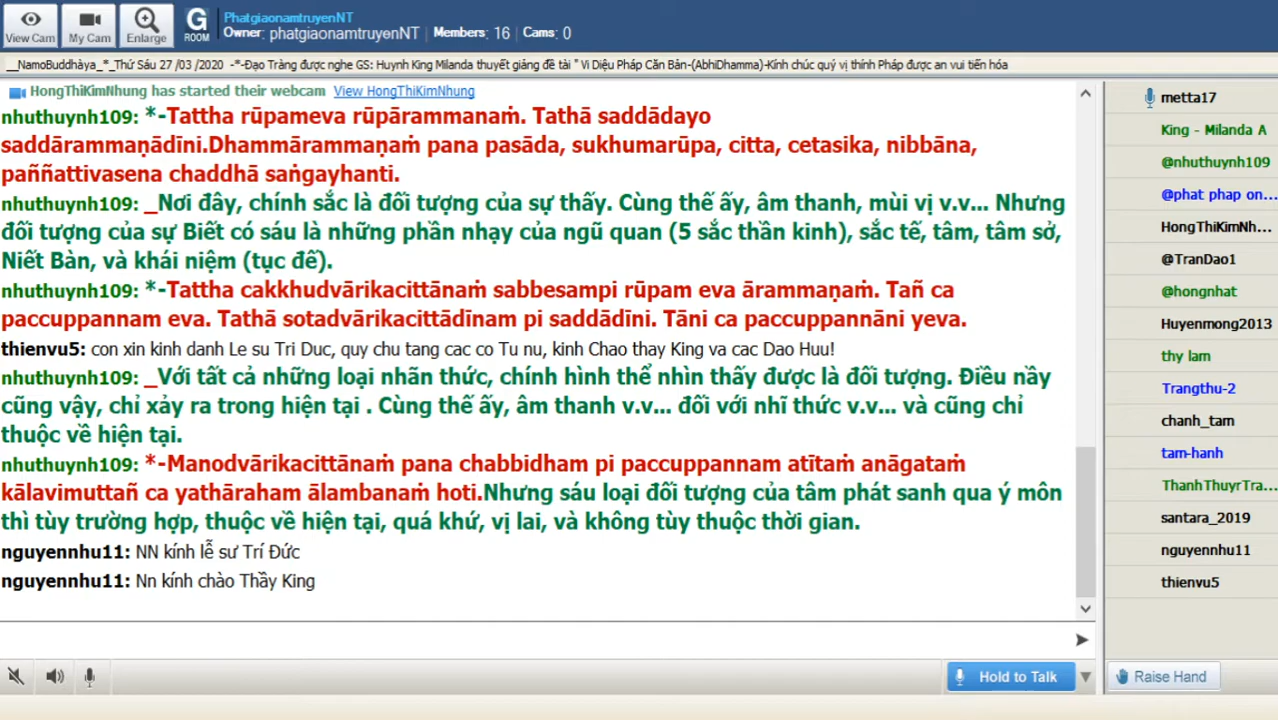 View Cam
My Cam
Enlarge
G
ROOM
PhatgiaonamtruyenNT
Owner: phatgiaonamtruyenNT | Members: 16 | Cams: 0
__NamoBuddhàya_*_Thứ Sáu 27 /03 /2020 -*-Đạo Tràng được nghe GS: Huynh King Milanda thuyết giảng đề tài " Vi Diệu Pháp Căn Bản-(AbhiDhamma)-Kính chúc quý vị thính Pháp được an vui tiến hóa
HongThiKimNhung has started their webcam View HongThiKimNhung
nhuthuynh109: *-Tattha rūpameva rūpārammanaṁ. Tathā saddādayo
saddārammaṇādīni.Dhammārammaṇaṁ pana pasāda, sukhumarūpa, citta, cetasika, nibbāna,
paññattivasena chaddhā saṅgayhanti.
nhuthuynh109: _Nơi đây, chính sắc là đối tượng của sự thấy. Cùng thế ấy, âm thanh, mùi vị v.v... Nhưng
đối tượng của sự Biết có sáu là những phần nhạy của ngũ quan (5 sắc thần kinh), sắc tế, tâm, tâm sở,
Niết Bàn, và khái niệm (tục đế).
nhuthuynh109: *-Tattha cakkhudvārikacittānaṁ sabbesampi rūpam eva ārammaṇaṁ. Tañ ca
paccuppannam eva. Tathā sotadvārikacittādīnam pi saddādīni. Tāni ca paccuppannāni yeva.
thienvu5: con xin kinh danh Le su Tri Duc, quy chu tang cac co Tu nu, kinh Chao thay King va cac Dao Huu!
nhuthuynh109: _Với tất cả những loại nhãn thức, chính hình thể nhìn thấy được là đối tượng. Điều nầy
cũng vậy, chỉ xảy ra trong hiện tại . Cùng thế ấy, âm thanh v.v... đối với nhĩ thức v.v... và cũng chỉ
thuộc về hiện tại.
nhuthuynh109: *-Manodvārikacittānaṁ pana chabbidham pi paccuppannam atītaṁ anāgataṁ
kālavimuttañ ca yathāraham ālambanaṁ hoti.Nhưng sáu loại đối tượng của tâm phát sanh qua ý môn
thì tùy trường hợp, thuộc về hiện tại, quá khứ, vị lai, và không tùy thuộc thời gian.
nguyennhu11: NN kính lễ sư Trí Đức
nguyennhu11: Nn kính chào Thầy King
metta17
King - Milanda A
@nhuthuynh109
@phat phap on...
HongThiKimNh...
@TranDao1
@hongnhat
Huyenmong2013
thy lam
Trangthu-2
chanh_tam
tam-hanh
ThanhThuyrTra...
santara_2019
nguyennhu11
thienvu5
Hold to Talk
Raise Hand